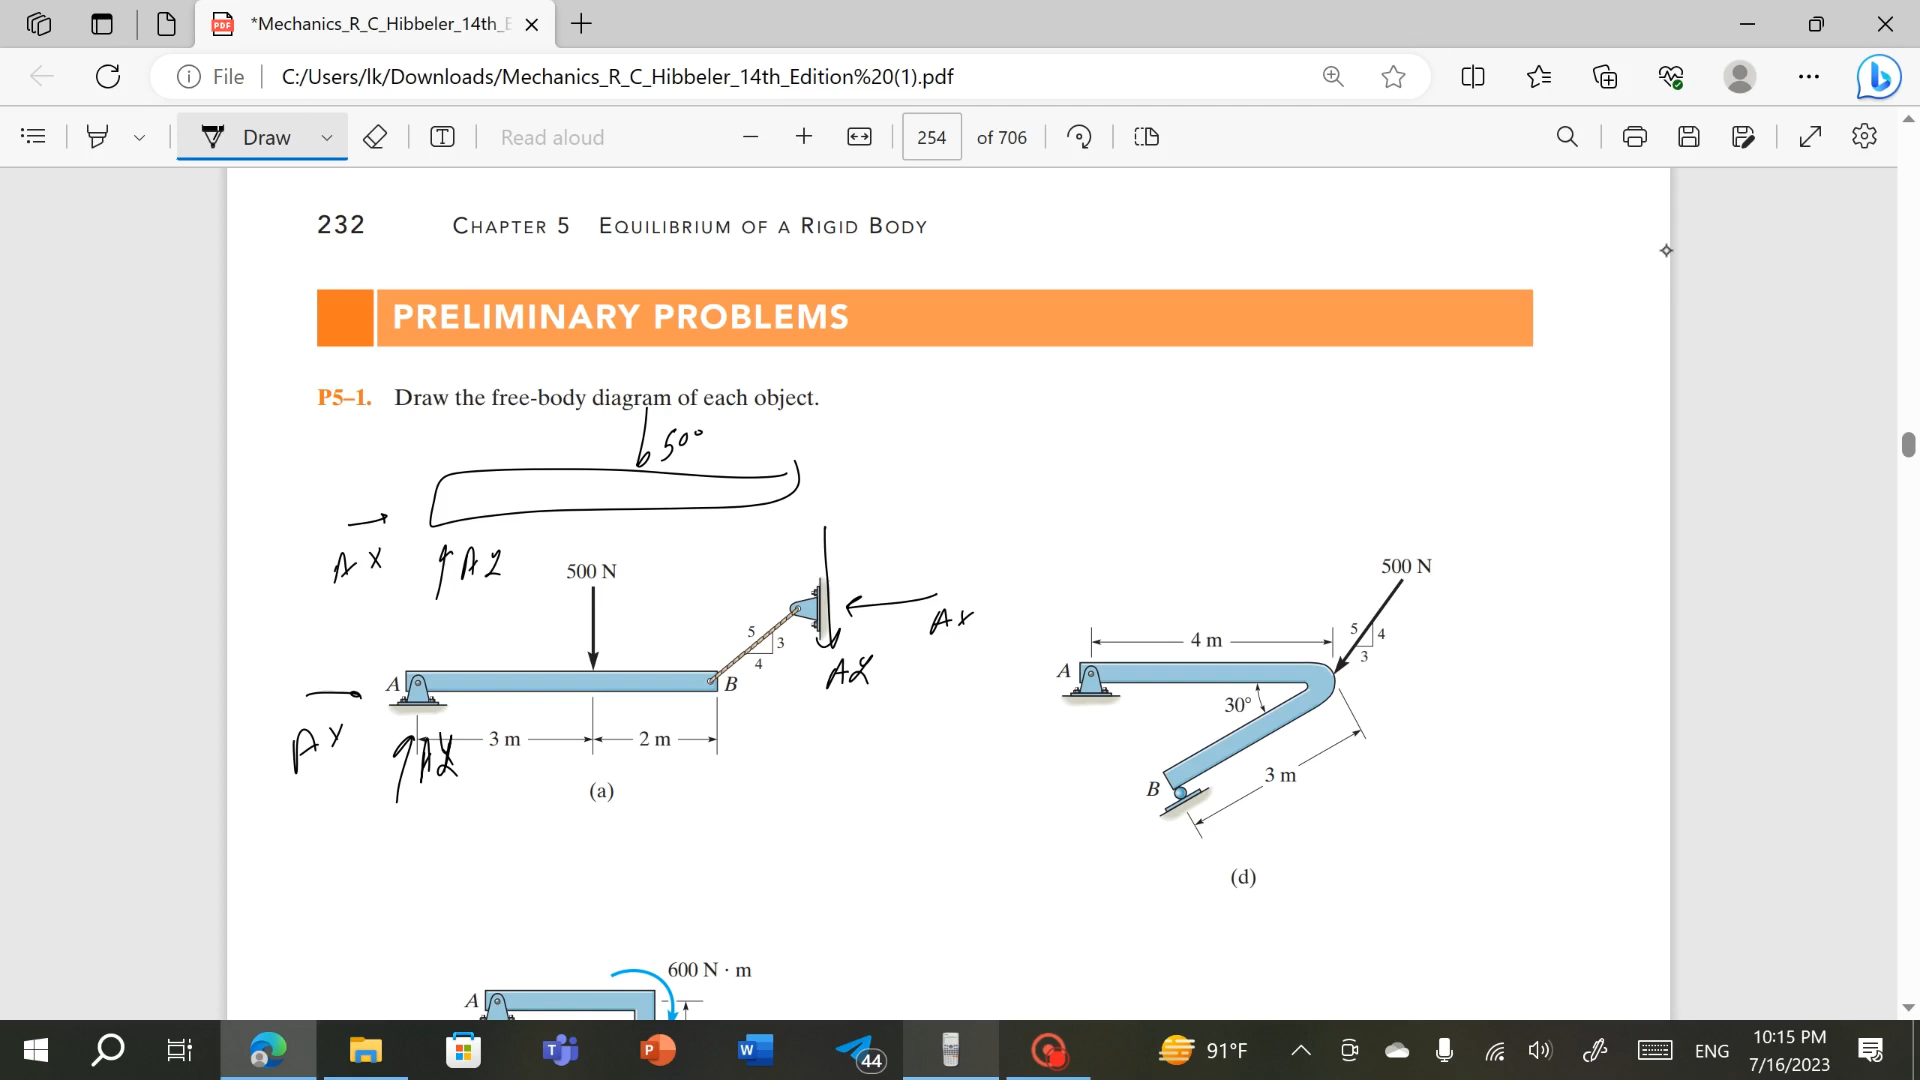 *Mechanics_R_C_Hibbeler_14th_E
File
C:/Users/lk/Downloads/Mechanics_R_C_Hibbeler_14th_Edition%20(1).pdf
Draw
Read aloud
254
of 706
232 CHAPTER 5 EQUILIBRIUM OF A RIGID BODY
PRELIMINARY PROBLEMS
P5–1. Draw the free-body diagram of each object.
50°
Ax
500 N
500 N
Ax
5
3
4
4 m
5
4
3
A
B
A
30°
3 m
2 m
3 m
B
(a)
(d)
600 N · m
A
44
91°F
ENG
10:15 PM
7/16/2023